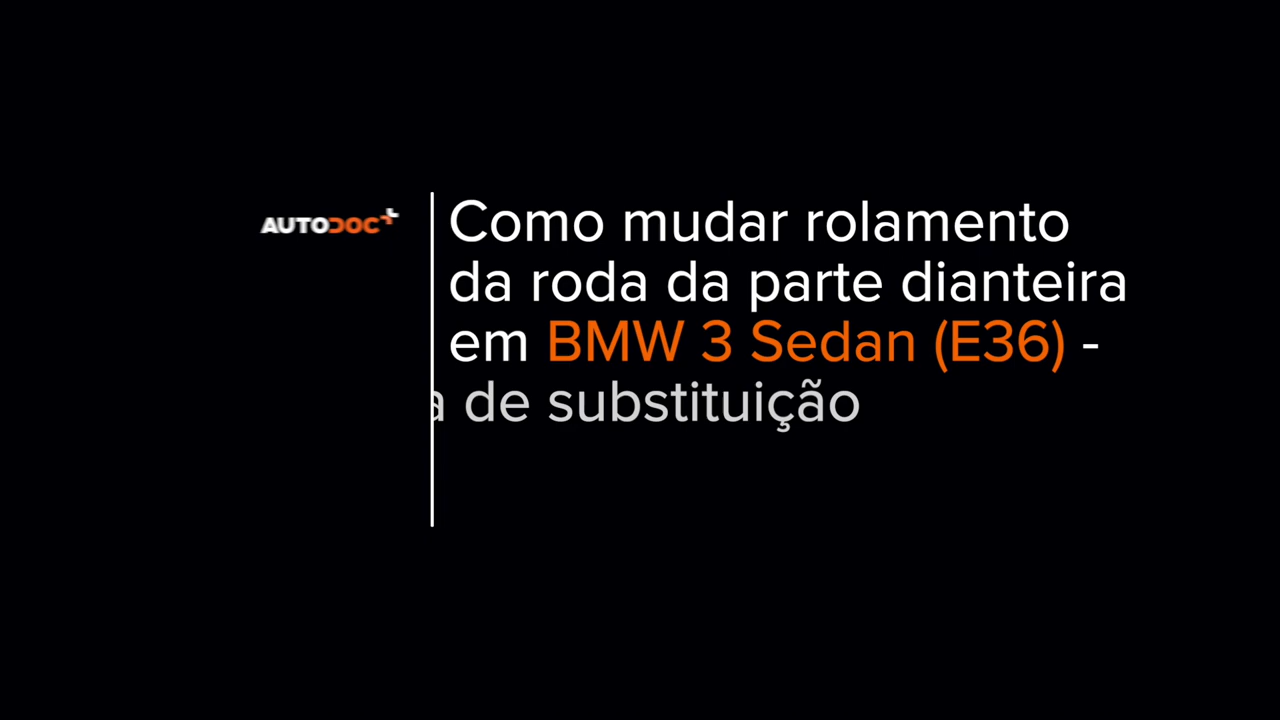 AUTODOC
Como mudar rolamento
da roda da parte dianteira
em BMW 3 Sedan (E36) -
de substituição